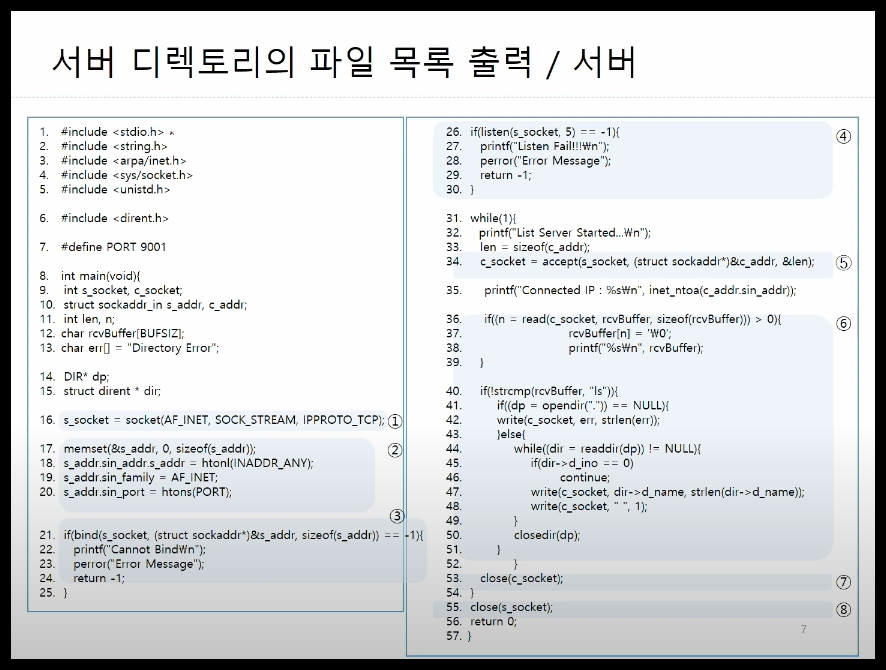 서버 디렉토리의 파일 목록 출력 / 서버
1. #include <stdio.h>
2. #include <string.h>
3. #include <arpa/inet.h>
4. #include <sys/socket.h>
5. #include <unistd.h>
6. #include <dirent.h>
7. #define PORT 9001
8. int main(void){
9. int s_socket, c_socket;
10. struct sockaddr_in s_addr, c_addr;
11. int len, n;
12. char rcvBuffer[BUFSIZ];
13. char err[] = "Directory Error";
14. DIR* dp;
15. struct dirent * dir;
16. s_socket = socket(AF_INET, SOCK_STREAM, IPPROTO_TCP); ①
17. memset(&s_addr, 0, sizeof(s_addr)); ②
18. s_addr.sin_addr.s_addr = htonl(INADDR_ANY);
19. s_addr.sin_family = AF_INET;
20. s_addr.sin_port = htons(PORT);
③
21. if(bind(s_socket, (struct sockaddr*)&s_addr, sizeof(s_addr)) == -1){
22. printf("Cannot Bind₩n");
23. perror("Error Message");
24. return -1;
25. }
26. if(listen(s_socket, 5) == -1){ ④
27. printf("Listen Fail!!!₩n");
28. perror("Error Message");
29. return -1;
30. }
31. while(1){
32. printf("List Server Started...₩n");
33. len = sizeof(c_addr);
34. c_socket = accept(s_socket, (struct sockaddr*)&c_addr, &len); ⑤
35. printf("Connected IP : %s₩n", inet_ntoa(c_addr.sin_addr));
36. if((n = read(c_socket, rcvBuffer, sizeof(rcvBuffer))) > 0){ ⑥
37. rcvBuffer[n] = '₩0';
38. printf("%s₩n", rcvBuffer);
39. }
40. if(!strcmp(rcvBuffer, "ls")){
41. if((dp = opendir(".")) == NULL){
42. write(c_socket, err, strlen(err));
43. }else{
44. while((dir = readdir(dp)) != NULL){
45. if(dir->d_ino == 0)
46. continue;
47. write(c_socket, dir->d_name, strlen(dir->d_name));
48. write(c_socket, " ", 1);
49. }
50. closedir(dp);
51. }
52. }
53. close(c_socket); ⑦
54. }
55. close(s_socket); ⑧
56. return 0;
57. }
7